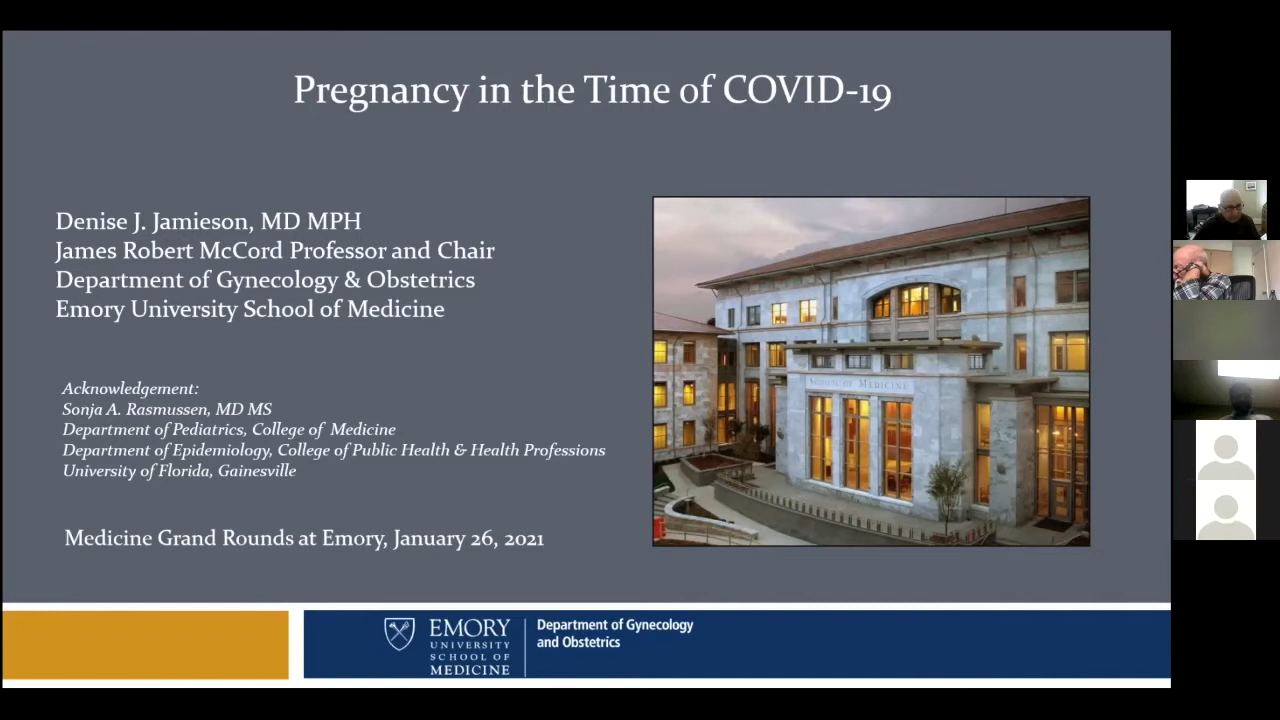 Pregnancy in the Time of COVID-19
Denise J. Jamieson, MD MPH
James Robert McCord Professor and Chair
Department of Gynecology & Obstetrics
Emory University School of Medicine
Acknowledgement:
Sonja A. Rasmussen, MD MS
Department of Pediatrics, College of Medicine
Department of Epidemiology, College of Public Health & Health Professions
University of Florida, Gainesville
Medicine Grand Rounds at Emory, January 26, 2021
SCHOOL OF MEDICINE
EMORY
UNIVERSITY
SCHOOL OF
MEDICINE
Department of Gynecology
and Obstetrics